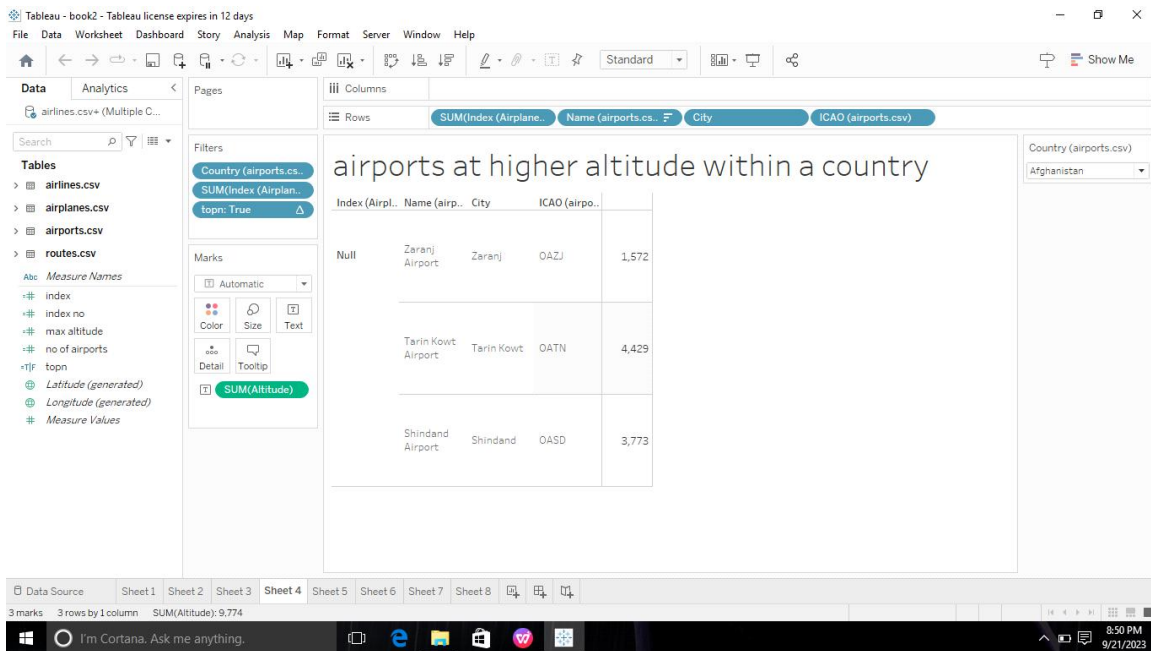 Tableau - book2 - Tableau license expires in 12 days
File Data Worksheet Dashboard Story Analysis Map Format Server Window Help
Standard
Show Me
Data Analytics
airlines.csv+ (Multiple C...
Search
Tables
airlines.csv
airplanes.csv
airports.csv
routes.csv
Abc Measure Names
=# index
=# index no
=# max altitude
=# no of airports
=T|F topn
Latitude (generated)
Longitude (generated)
# Measure Values
Pages
Filters
Country (airports.cs..
SUM(Index (Airplan..
topn: True Δ
Marks
T Automatic
Color Size Text
Detail Tooltip
T SUM(Altitude)
iii Columns
Rows SUM(Index (Airplane.. Name (airports.cs.. City ICAO (airports.csv)
airports at higher altitude within a country
Index (Airpl.. Name (airp.. City ICAO (airpo..
Null Zaranj Airport Zaranj OAZJ 1,572
Tarin Kowt Airport Tarin Kowt OATN 4,429
Shindand Airport Shindand OASD 3,773
Country (airports.csv)
Afghanistan
Data Source Sheet 1 Sheet 2 Sheet 3 Sheet 4 Sheet 5 Sheet 6 Sheet 7 Sheet 8
3 marks 3 rows by 1 column SUM(Altitude): 9,774
I'm Cortana. Ask me anything.
8:50 PM
9/21/2023